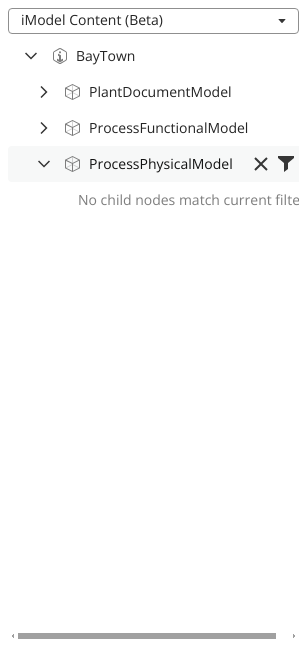 iModel Content (Beta)
BayTown
PlantDocumentModel
ProcessFunctionalModel
ProcessPhysicalModel
No child nodes match current filte